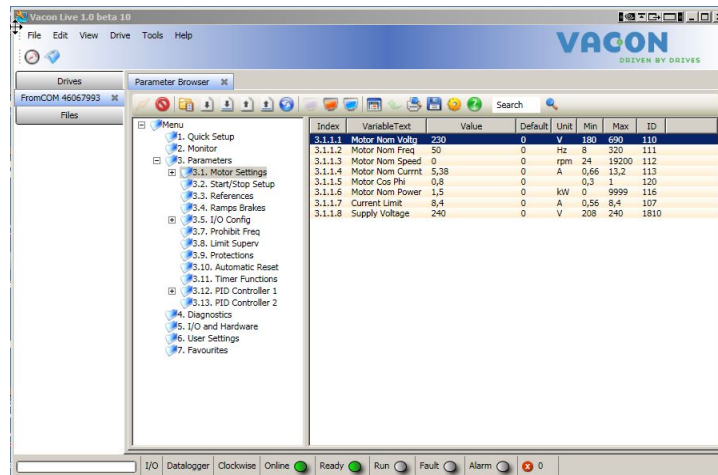 Vacon Live 1.0 beta 10
File Edit View Drive Tools Help
VACON
DRIVEN BY DRIVES
Drives
FromCOM 46067993
Files
Parameter Browser
Search
Menu
1. Quick Setup
2. Monitor
3. Parameters
3.1. Motor Settings
3.2. Start/Stop Setup
3.3. References
3.4. Ramps Brakes
3.5. I/O Config
3.7. Prohibit Freq
3.8. Limit Superv
3.9. Protections
3.10. Automatic Reset
3.11. Timer Functions
3.12. PID Controller 1
3.13. PID Controller 2
4. Diagnostics
5. I/O and Hardware
6. User Settings
7. Favourites
Index VariableText Value Default Unit Min Max ID
3.1.1.1 Motor Nom Voltg 230 0 V 180 690 110
3.1.1.2 Motor Nom Freq 50 0 Hz 8 320 111
3.1.1.3 Motor Nom Speed 0 0 rpm 24 19200 112
3.1.1.4 Motor Nom Currnt 5,38 0 A 0,66 13,2 113
3.1.1.5 Motor Cos Phi 0,8 0 0,3 1 120
3.1.1.6 Motor Nom Power 1,5 0 kW 0 9999 116
3.1.1.7 Current Limit 8,4 0 A 0,56 8,4 107
3.1.1.8 Supply Voltage 240 0 V 208 240 1810
I/O Datalogger Clockwise Online Ready Run Fault Alarm 0